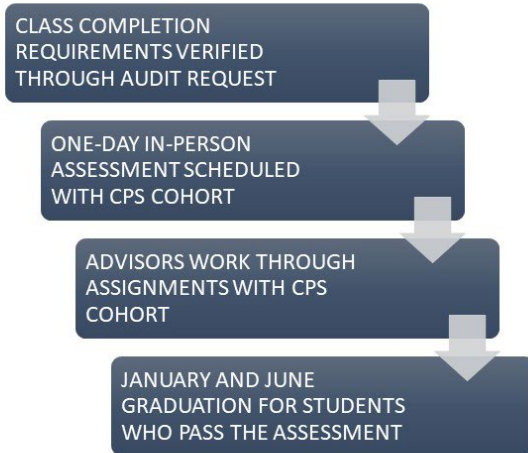 CLASS COMPLETION
REQUIREMENTS VERIFIED
THROUGH AUDIT REQUEST
ONE-DAY IN-PERSON
ASSESSMENT SCHEDULED
WITH CPS COHORT
ADVISORS WORK THROUGH
ASSIGNMENTS WITH CPS
COHORT
JANUARY AND JUNE
GRADUATION FOR STUDENTS
WHO PASS THE ASSESSMENT